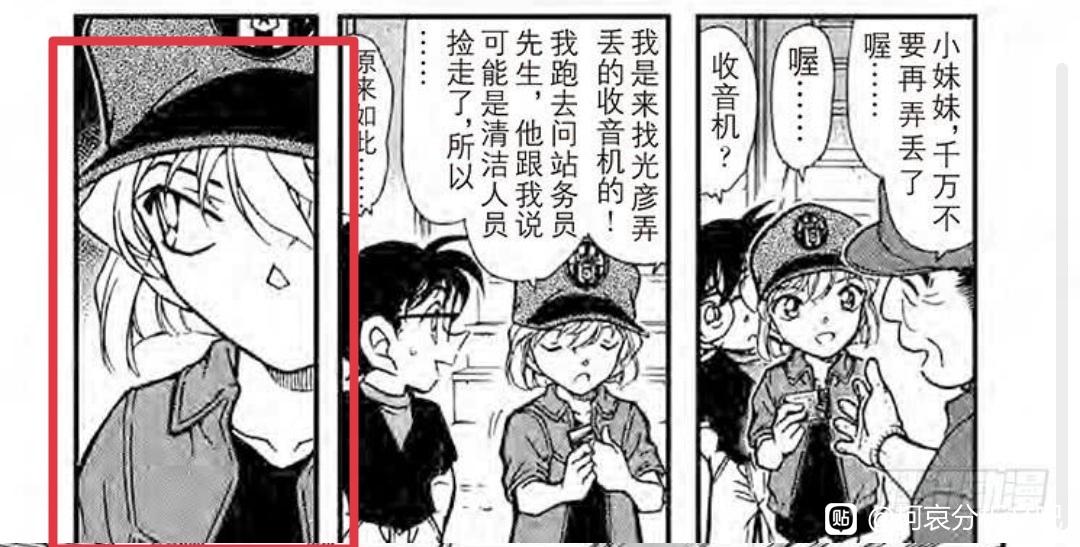 小妹妹，千万不
要再弄丢了
喔……
喔……
收音机？
我是来找光彦弄
丢的收音机的！
我跑去问站务员
先生，他跟我说
可能是清洁人员
捡走了，所以
……
原来如此……
贴